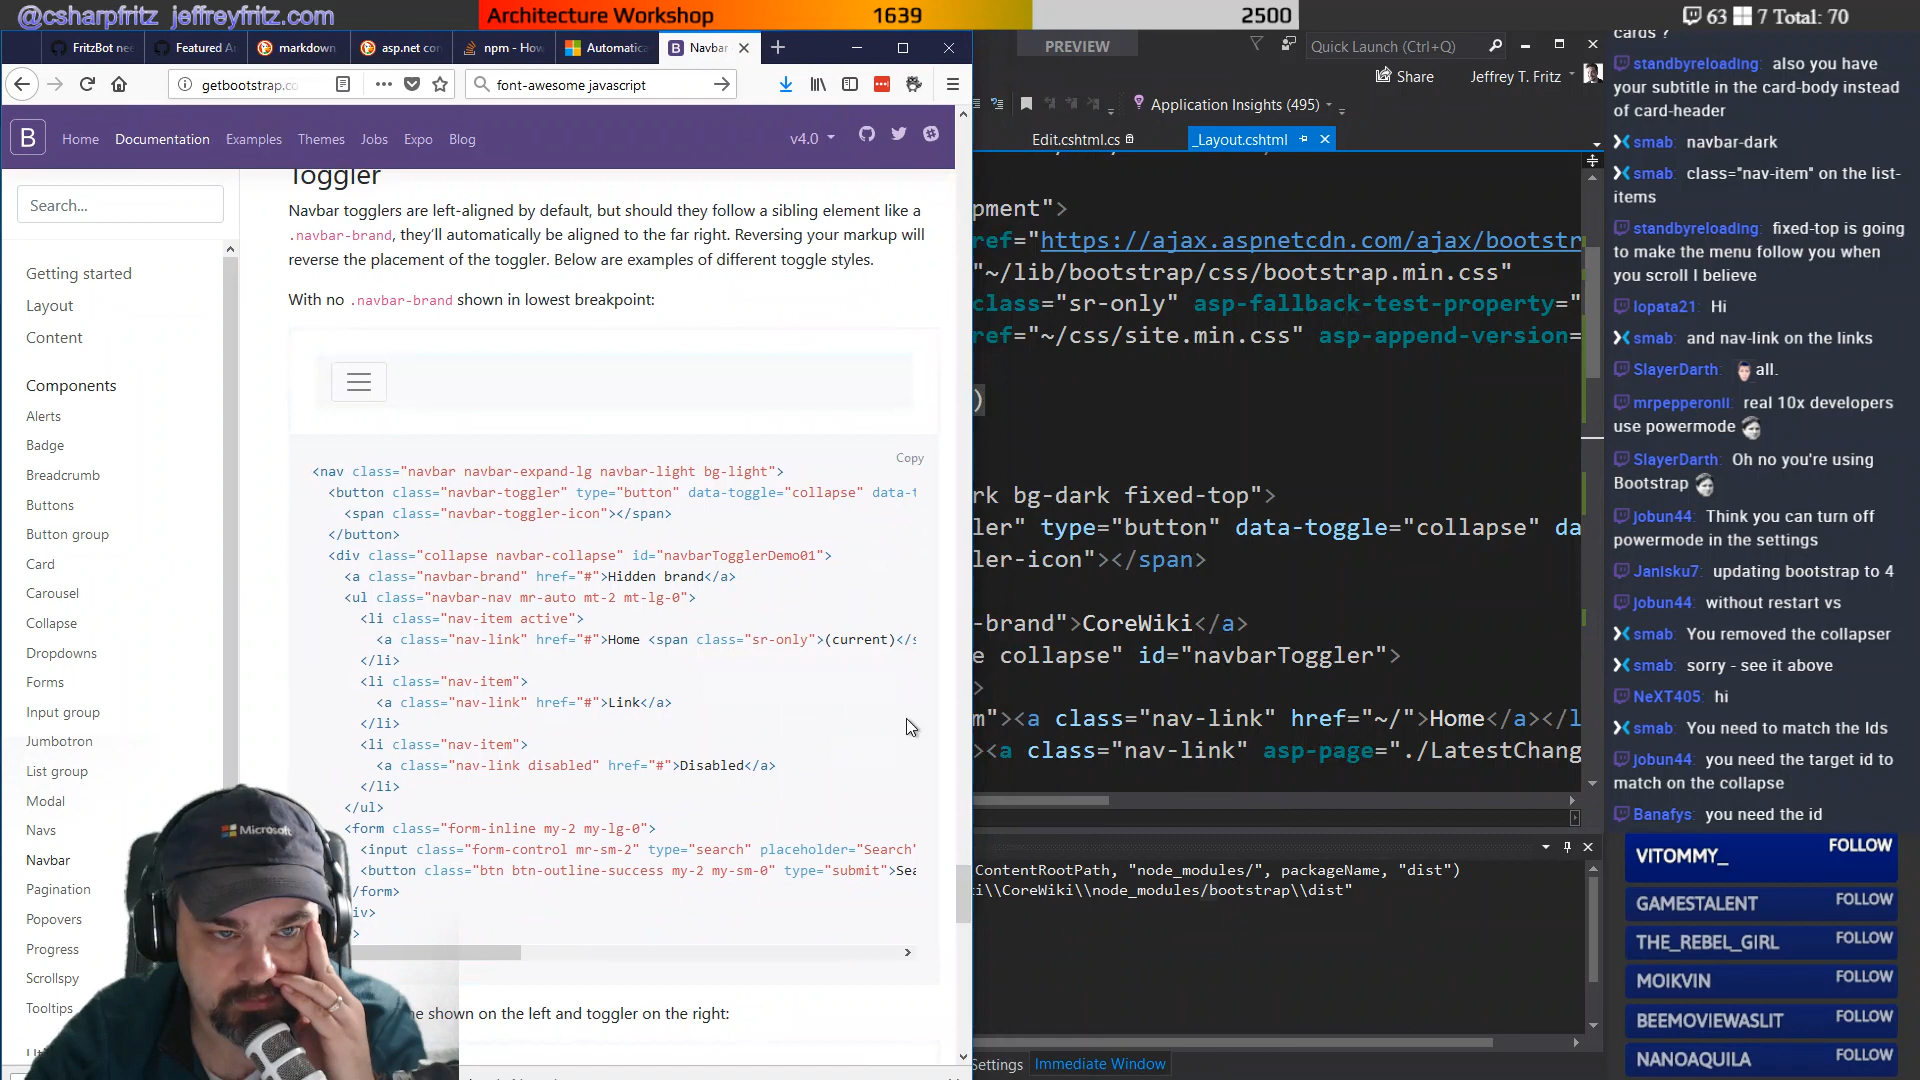 @csharpfritz jeffreyfritz.com
Architecture Workshop 1639 2500
63 7 Total: 70
FritzBot ne
Featured A
markdown
asp.net co
npm - How
Automatic
Navbar
PREVIEW
Quick Launch (Ctrl+Q)
getbootstrap.co
font-awesome javascript
Share
Jeffrey T. Fritz
Application Insights (495)
B
Home
Documentation
Examples
Themes
Jobs
Expo
Blog
v4.0
Edit.cshtml.cs
_Layout.cshtml
Search...
Getting started
Layout
Content
Components
Alerts
Badge
Breadcrumb
Buttons
Button group
Card
Carousel
Collapse
Dropdowns
Forms
Input group
Jumbotron
List group
Modal
Navs
Navbar
Pagination
Popovers
Progress
Scrollspy
Tooltips
Toggler
Navbar togglers are left-aligned by default, but should they follow a sibling element like a
.navbar-brand, they'll automatically be aligned to the far right. Reversing your markup will
reverse the placement of the toggler. Below are examples of different toggle styles.
With no .navbar-brand shown in lowest breakpoint:
Copy
<nav class="navbar navbar-expand-lg navbar-light bg-light">
<button class="navbar-toggler" type="button" data-toggle="collapse" data-t
<span class="navbar-toggler-icon"></span>
</button>
<div class="collapse navbar-collapse" id="navbarTogglerDemo01">
<a class="navbar-brand" href="#">Hidden brand</a>
<ul class="navbar-nav mr-auto mt-2 mt-lg-0">
<li class="nav-item active">
<a class="nav-link" href="#">Home <span class="sr-only">(current)</s
</li>
<li class="nav-item">
<a class="nav-link" href="#">Link</a>
</li>
<li class="nav-item">
<a class="nav-link disabled" href="#">Disabled</a>
</li>
</ul>
<form class="form-inline my-2 my-lg-0">
<input class="form-control mr-sm-2" type="search" placeholder="Search"
<button class="btn btn-outline-success my-2 my-sm-0" type="submit">Sea
/form>
iv>
>
e shown on the left and toggler on the right:
Microsoft
pment">
ref="https://ajax.aspnetcdn.com/ajax/bootstr
"~/lib/bootstrap/css/bootstrap.min.css"
class="sr-only" asp-fallback-test-property="
ref="~/css/site.min.css" asp-append-version=
)
rk bg-dark fixed-top">
ler" type="button" data-toggle="collapse" da
ler-icon"></span>
-brand">CoreWiki</a>
e collapse" id="navbarToggler">
>
m"><a class="nav-link" href="~/">Home</a></l
><a class="nav-link" asp-page="./LatestChang
ContentRootPath, "node_modules/", packageName, "dist")
i\\CoreWiki\\node_modules/bootstrap\\dist"
Settings
Immediate Window
cards ?
standbyreloading: also you have
your subtitle in the card-body instead
of card-header
smab: navbar-dark
smab: class="nav-item" on the list-
items
standbyreloading: fixed-top is going
to make the menu follow you when
you scroll I believe
lopata21: Hi
smab: and nav-link on the links
SlayerDarth: all.
mrpepperonII: real 10x developers
use powermode
SlayerDarth: Oh no you're using
Bootstrap
jobun44: Think you can turn off
powermode in the settings
Janisku7: updating bootstrap to 4
jobun44: without restart vs
smab: You removed the collapser
smab: sorry - see it above
NeXT405: hi
smab: You need to match the Ids
jobun44: you need the target id to
match on the collapse
Banafys: you need the id
VITOMMY_ FOLLOW
GAMESTALENT FOLLOW
THE_REBEL_GIRL FOLLOW
MOIKVIN FOLLOW
BEEMOVIEWASLIT FOLLOW
NANOAQUILA FOLLOW